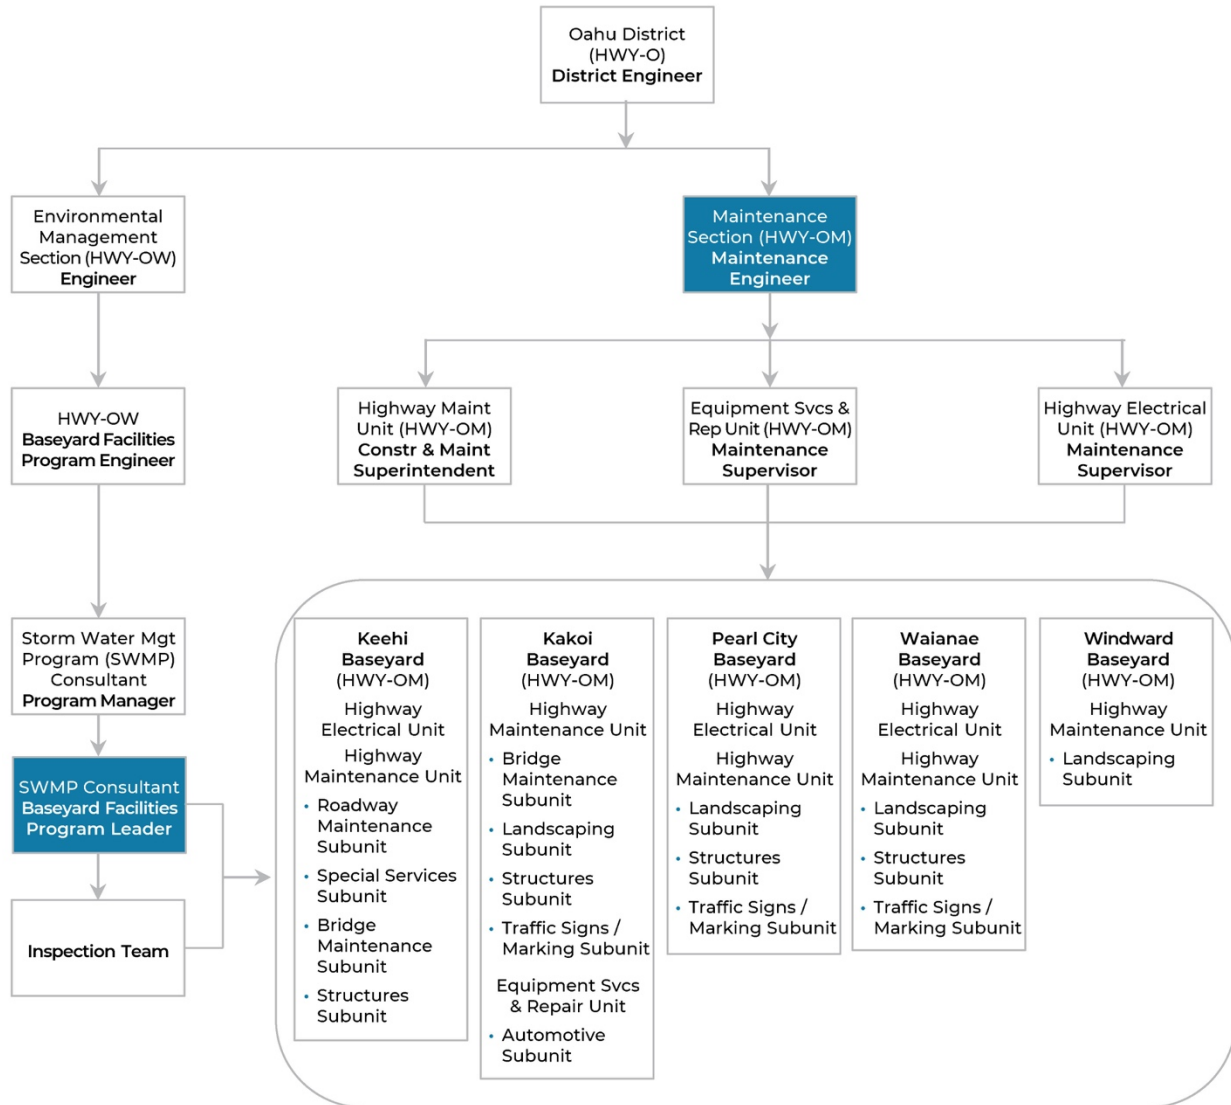 Oahu District
(HWY-O)
District Engineer
Environmental
Management
Section (HWY-OW)
Engineer
Maintenance
Section (HWY-OM)
Maintenance
Engineer
HWY-OW
Baseyard Facilities
Program Engineer
Highway Maint
Unit (HWY-OM)
Constr & Maint
Superintendent
Equipment Svcs &
Rep Unit (HWY-OM)
Maintenance
Supervisor
Highway Electrical
Unit (HWY-OM)
Maintenance
Supervisor
Storm Water Mgt
Program (SWMP)
Consultant
Program Manager
SWMP Consultant
Baseyard Facilities
Program Leader
Inspection Team
Keehi
Baseyard
(HWY-OM)
Highway
Electrical Unit
Highway
Maintenance Unit
• Roadway
Maintenance
Subunit
• Special Services
Subunit
• Bridge
Maintenance
Subunit
• Structures
Subunit
Kakoi
Baseyard
(HWY-OM)
Highway
Maintenance Unit
• Bridge
Maintenance
Subunit
• Landscaping
Subunit
• Structures
Subunit
• Traffic Signs /
Marking Subunit
Equipment Svcs
& Repair Unit
• Automotive
Subunit
Pearl City
Baseyard
(HWY-OM)
Highway
Electrical Unit
Highway
Maintenance Unit
• Landscaping
Subunit
• Structures
Subunit
• Traffic Signs /
Marking Subunit
Waianae
Baseyard
(HWY-OM)
Highway
Electrical Unit
Highway
Maintenance Unit
• Landscaping
Subunit
• Structures
Subunit
• Traffic Signs /
Marking Subunit
Windward
Baseyard
(HWY-OM)
Highway
Maintenance Unit
• Landscaping
Subunit